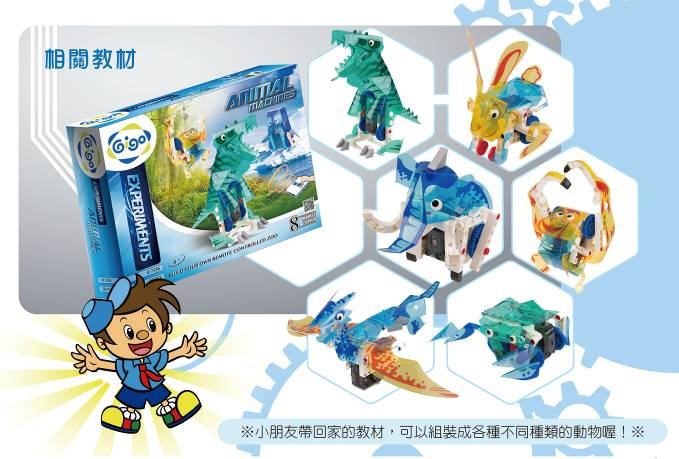 相關教材
ANIMAL
MACHINES
Gigo
EXPERIMENTS
8
BUILD YOUR OWN REMOTE CONTROLLED ZOO
※小朋友帶回家的教材，可以組裝成各種不同種類的動物喔！※